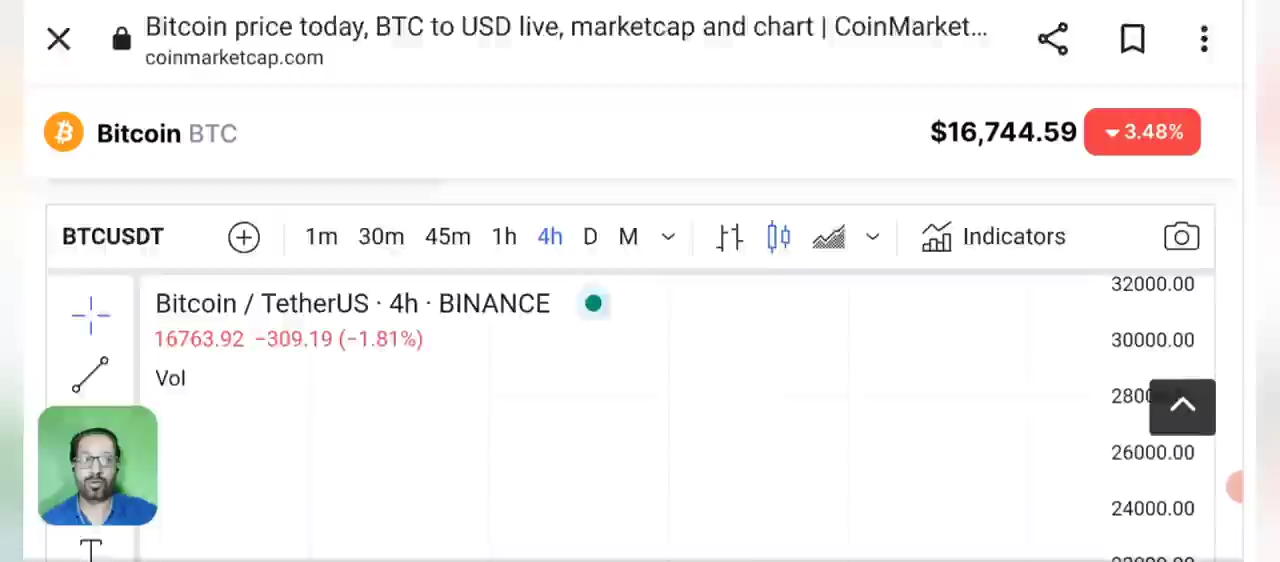 Bitcoin price today, BTC to USD live, marketcap and chart | CoinMarket...
coinmarketcap.com
Bitcoin BTC
$16,744.59 3.48%
BTCUSDT 1m 30m 45m 1h 4h D M Indicators
32000.00
Bitcoin / TetherUS · 4h · BINANCE
16763.92 −309.19 (−1.81%)
30000.00
Vol
26000.00
24000.00